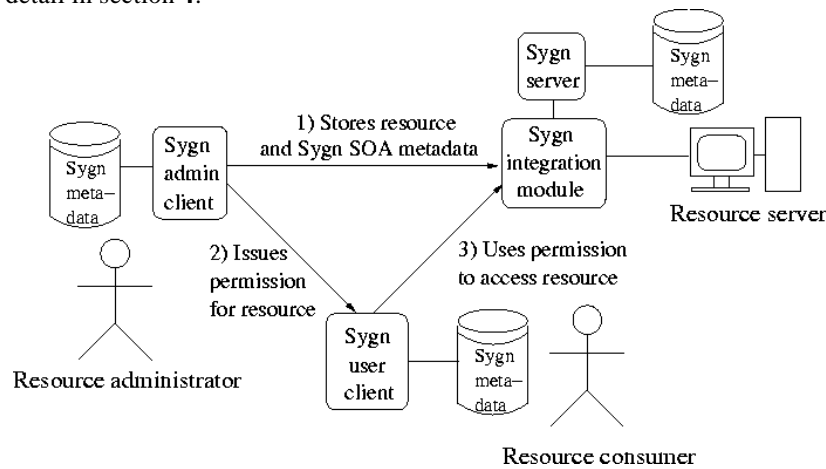 detail in section 4.
Sygn
server
Sygn
meta–
data
1) Stores resource
and Sygn SOA metadata
Sygn
integration
module
Sygn
meta–
data
Sygn
admin
client
Resource server
2) Issues
permission
for resource
3) Uses permission
to access resource
Resource administrator
Sygn
user
client
Sygn
meta–
data
Resource consumer